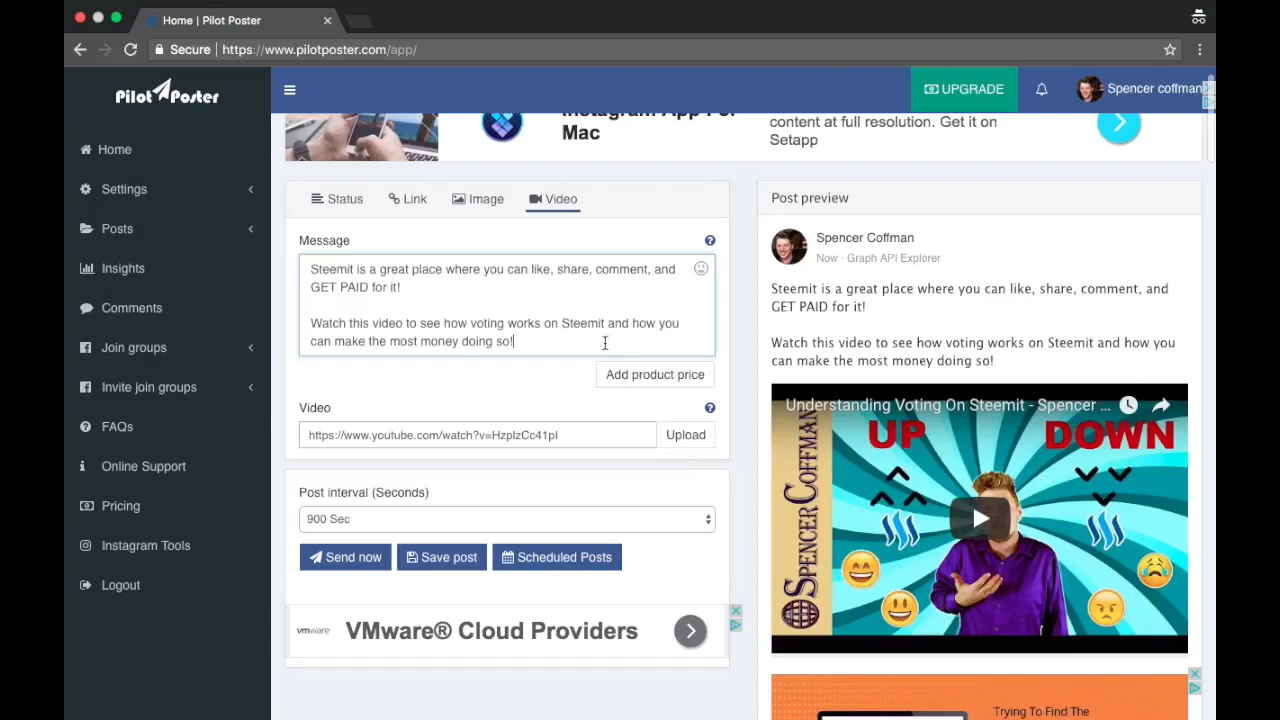 Home | Pilot Poster
Secure | https://www.pilotposter.com/app/
Pilot Poster
UPGRADE
Spencer coffman
Home
Settings
Posts
Insights
Comments
Join groups
Invite join groups
FAQs
Online Support
Pricing
Instagram Tools
Logout
Mac
content at full resolution. Get it on
Setapp
Status Link Image Video
Message
Steemit is a great place where you can like, share, comment, and
GET PAID for it!
Watch this video to see how voting works on Steemit and how you
can make the most money doing so!
Add product price
Video
https://www.youtube.com/watch?v=HzpIzCc41pI
Upload
Post interval (Seconds)
900 Sec
Send now Save post Scheduled Posts
vmware
VMware® Cloud Providers
Post preview
Spencer Coffman
Now · Graph API Explorer
Steemit is a great place where you can like, share, comment, and
GET PAID for it!
Watch this video to see how voting works on Steemit and how you
can make the most money doing so!
Understanding Voting On Steemit - Spencer ...
UP DOWN
SPENCER COFFMAN
Trying To Find The